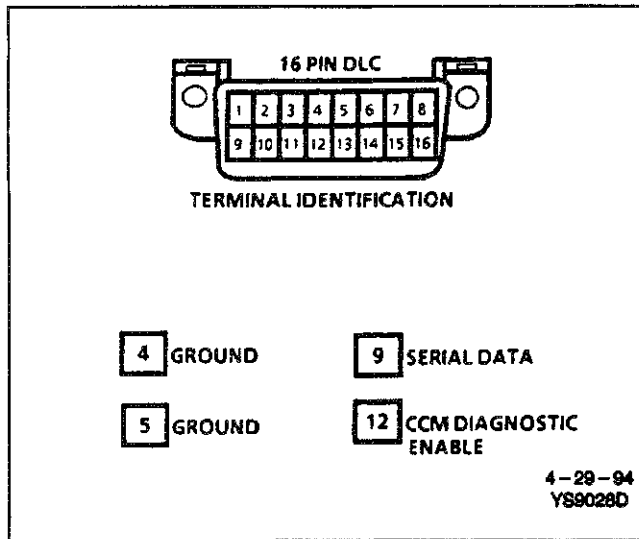 16 PIN DLC
1 2 3 4 5 6 7 8
9 10 11 12 13 14 15 16
TERMINAL IDENTIFICATION
4 GROUND
9 SERIAL DATA
5 GROUND
12 CCM DIAGNOSTIC
ENABLE
4-29-94
YS9028D